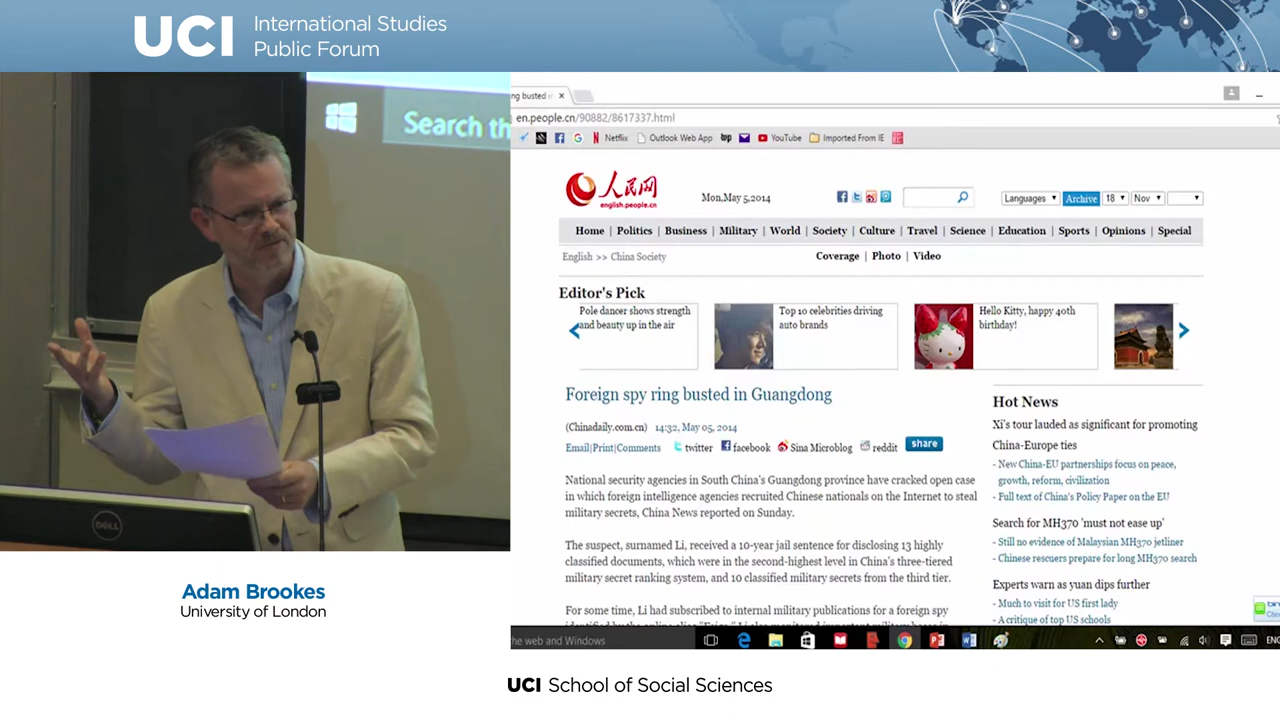 UCI
International Studies
Public Forum
Search th
DELL
Adam Brookes
University of London
en.people.cn/90882/8617337.html
Netflix
Outlook Web App
YouTube
Imported From IE
人民网
english.people.cn
Mon,May 5,2014
Languages
Archive
18
Nov
Home | Politics | Business | Military | World | Society | Culture | Travel | Science | Education | Sports | Opinions | Special
English >> China Society
Coverage | Photo | Video
Editor's Pick
Pole dancer shows strength
and beauty up in the air
Top 10 celebrities driving
auto brands
Hello Kitty, happy 40th
birthday!
Foreign spy ring busted in Guangdong
(Chinadaily.com.cn) 14:32, May 05, 2014
Email|Print|Comments twitter facebook Sina Microblog reddit share
National security agencies in South China's Guangdong province have cracked open case
in which foreign intelligence agencies recruited Chinese nationals on the Internet to steal
military secrets, China News reported on Sunday.
The suspect, surnamed Li, received a 10-year jail sentence for disclosing 13 highly
classified documents, which were in the second-highest level in China's three-tiered
military secret ranking system, and 10 classified military secrets from the third tier.
For some time, Li had subscribed to internal military publications for a foreign spy
Hot News
Xi's tour lauded as significant for promoting
China-Europe ties
- New China-EU partnerships focus on peace,
growth, reform, civilization
- Full text of China's Policy Paper on the EU
Search for MH370 'must not ease up'
- Still no evidence of Malaysian MH370 jetliner
- Chinese rescuers prepare for long MH370 search
Experts warn as yuan dips further
- Much to visit for US first lady
- A critique of top US schools
the web and Windows
ENG
UCI School of Social Sciences